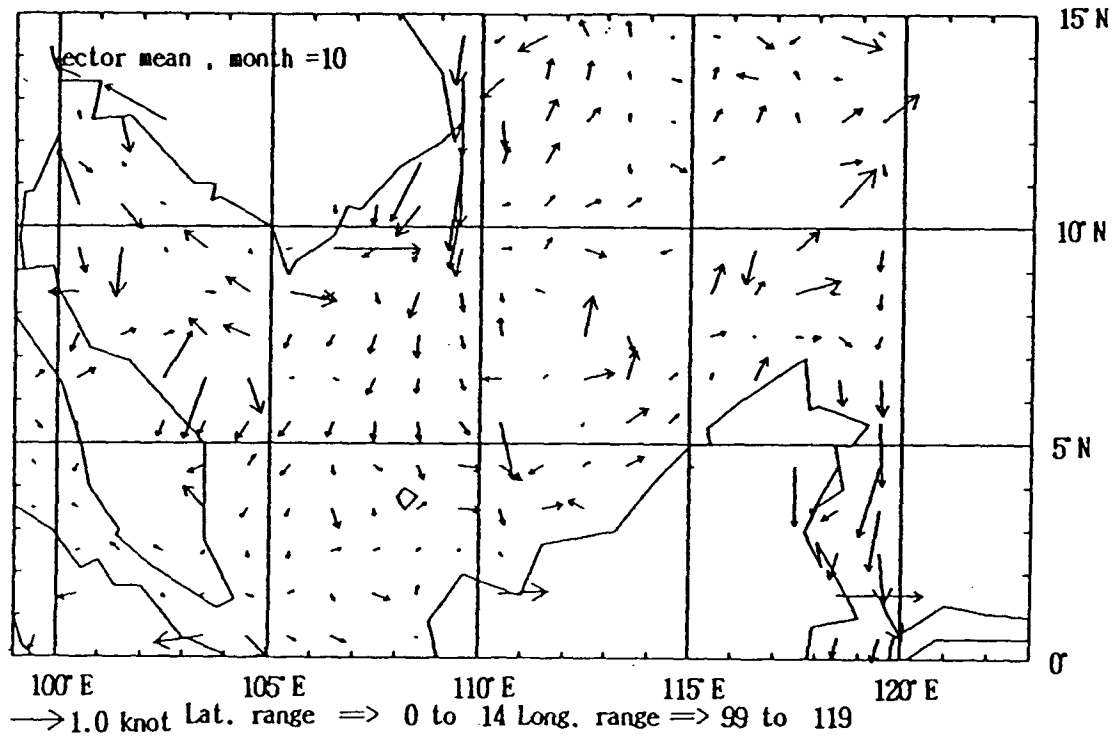 15° N
Vector mean , month =10
10° N
5° N
0°
100° E 105° E 110° E 115° E 120° E
1.0 knot Lat. range => 0 to 14 Long. range => 99 to 119